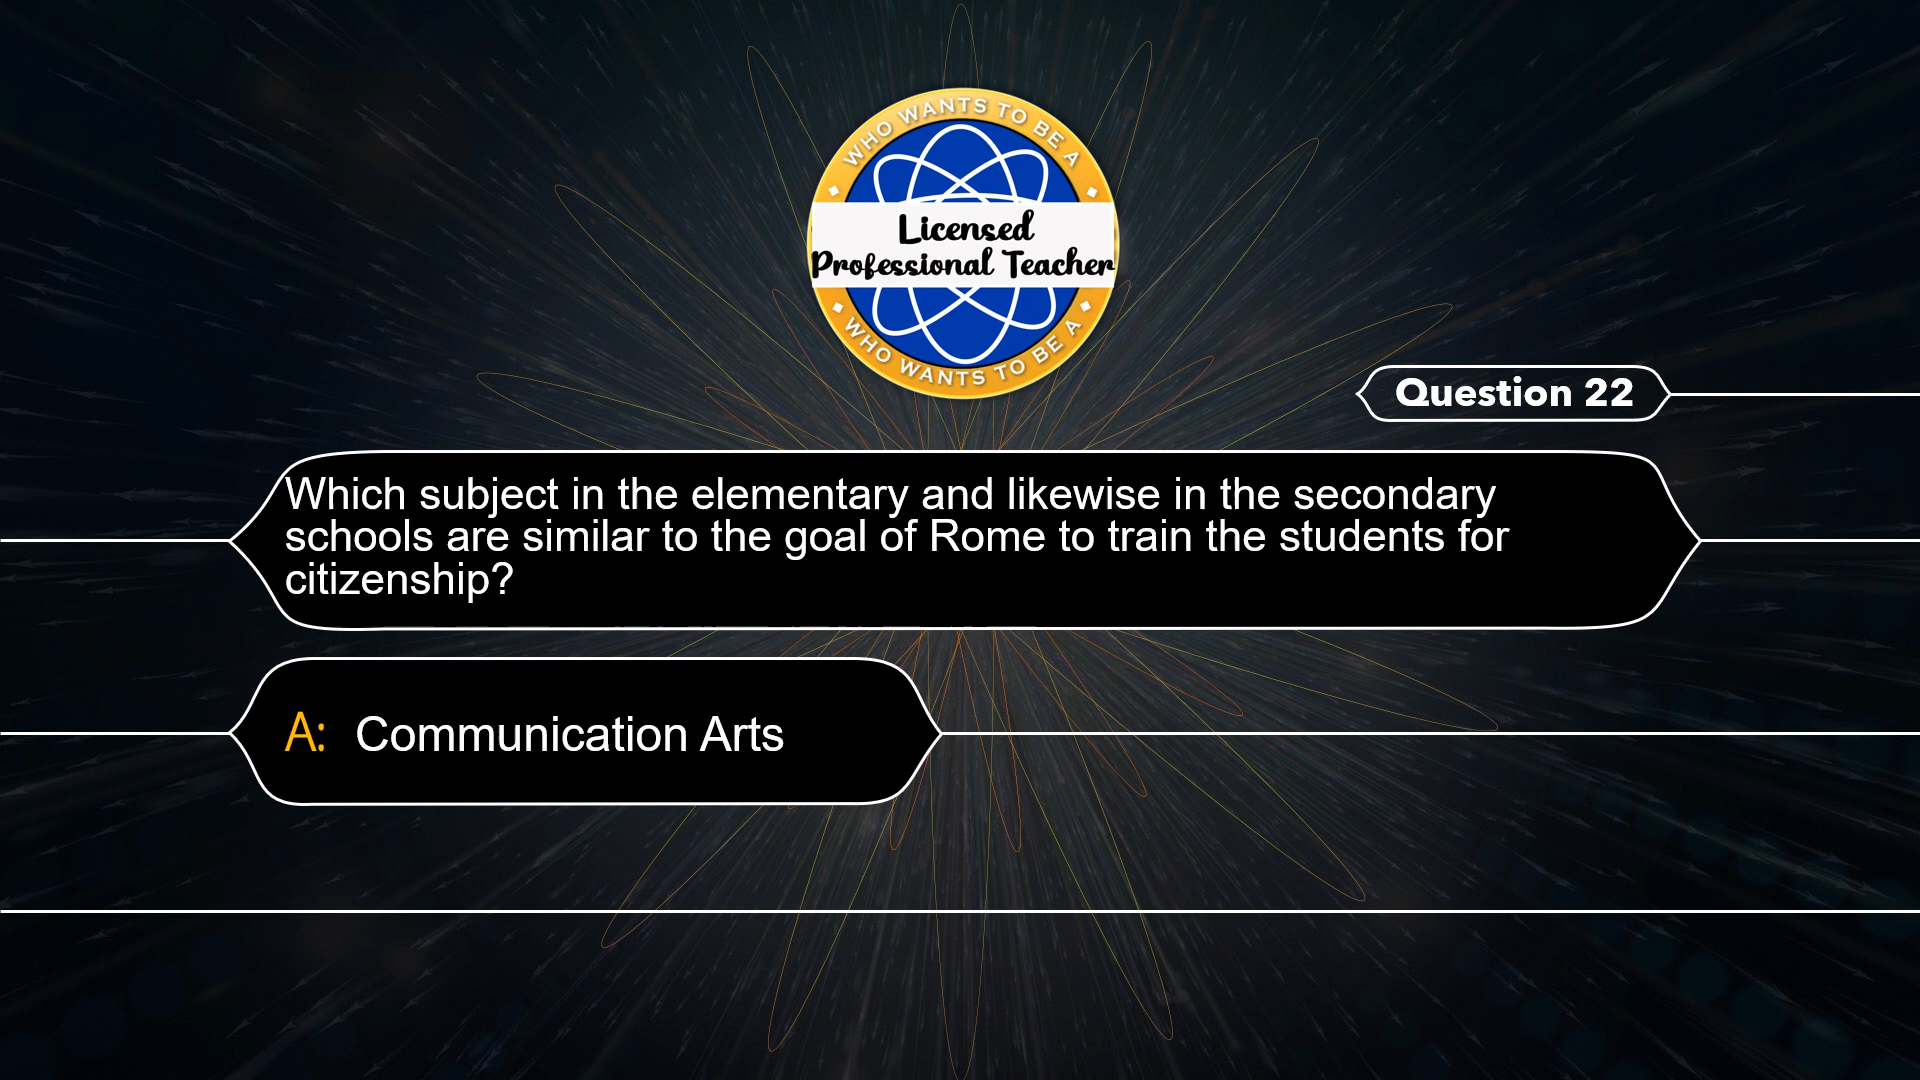 WHO WANTS TO BE A
Licensed
Professional Teacher
WHO WANTS TO BE A
Question 22
Which subject in the elementary and likewise in the secondary
schools are similar to the goal of Rome to train the students for
citizenship?
A: Communication Arts